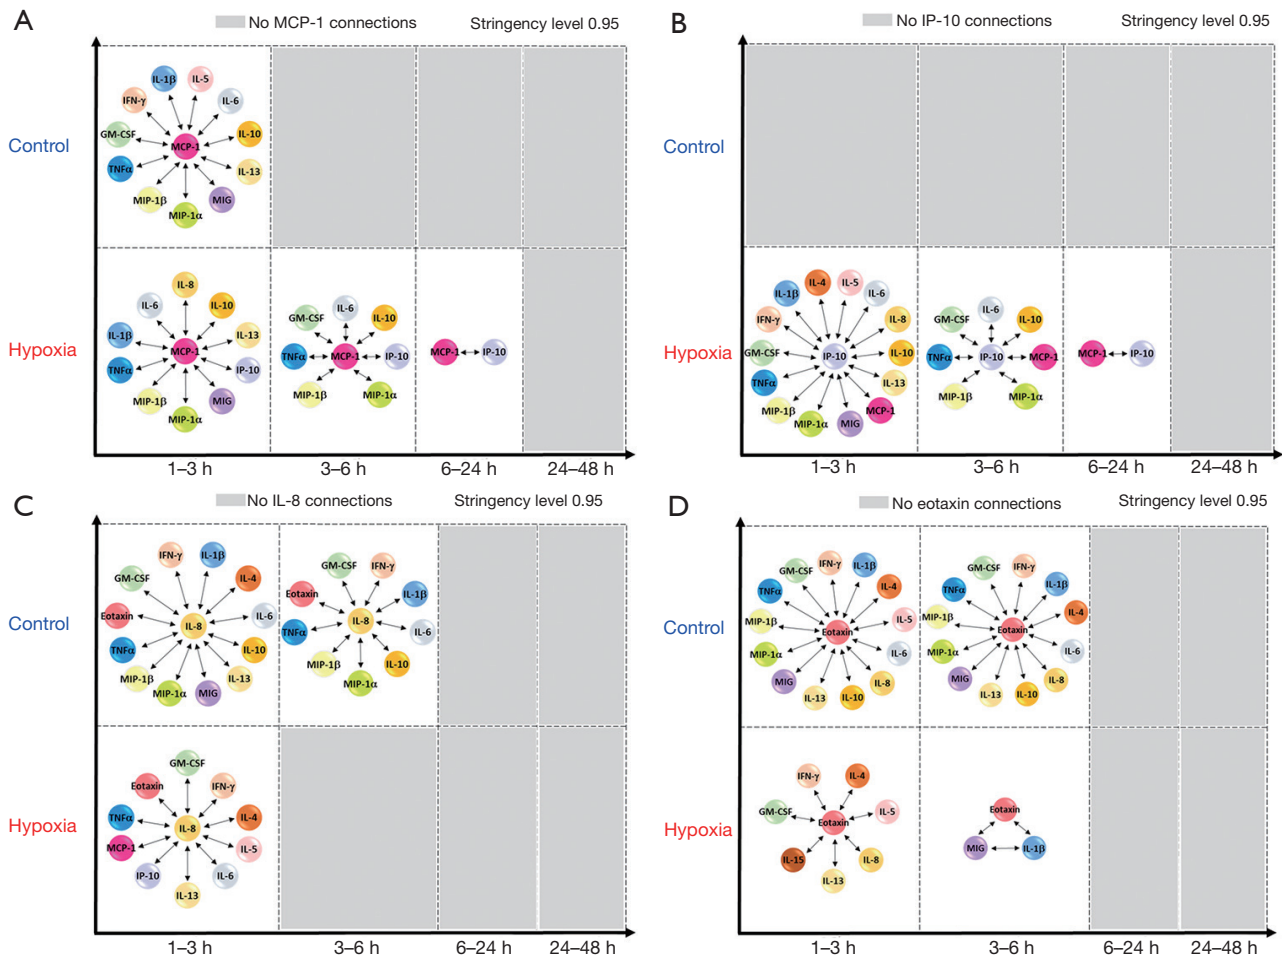 A
No MCP-1 connections
Stringency level 0.95
Control
IL-1β
IL-5
IFN-γ
IL-6
GM-CSF
MCP-1
IL-10
TNFα
IL-13
MIP-1β
MIG
MIP-1α
Hypoxia
IL-8
IL-6
IL-10
IL-1β
IL-13
MCP-1
TNFα
IP-10
MIP-1β
MIG
MIP-1α
IL-6
GM-CSF
IL-10
TNFα
MCP-1
IP-10
MIP-1β
MIP-1α
MCP-1
IP-10
1–3 h
3–6 h
6–24 h
24–48 h
B
No IP-10 connections
Stringency level 0.95
Control
Hypoxia
IL-4
IL-5
IL-1β
IL-6
IFN-γ
IL-8
GM-CSF
IP-10
IL-10
TNFα
IL-13
MIP-1β
MCP-1
MIP-1α
MIG
IL-6
GM-CSF
IL-10
TNFα
IP-10
MCP-1
MIP-1β
MIP-1α
MCP-1
IP-10
1–3 h
3–6 h
6–24 h
24–48 h
C
No IL-8 connections
Stringency level 0.95
Control
IFN-γ
IL-1β
GM-CSF
IL-4
Eotaxin
IL-6
IL-8
TNFα
IL-10
MIP-1β
IL-13
MIP-1α
MIG
GM-CSF
IFN-γ
Eotaxin
IL-1β
IL-8
TNFα
IL-6
MIP-1β
IL-10
MIP-1α
Hypoxia
GM-CSF
Eotaxin
IFN-γ
TNFα
IL-4
IL-8
MCP-1
IL-5
IP-10
IL-6
IL-13
1–3 h
3–6 h
6–24 h
24–48 h
D
No eotaxin connections
Stringency level 0.95
Control
IFN-γ
IL-1β
GM-CSF
IL-4
TNFα
IL-5
MIP-1β
Eotaxin
MIP-1α
IL-6
MIG
IL-8
IL-13
IL-10
GM-CSF
IFN-γ
TNFα
IL-1β
MIP-1β
IL-4
Eotaxin
MIP-1α
IL-6
MIG
IL-8
IL-13
IL-10
Hypoxia
IFN-γ
IL-4
GM-CSF
IL-5
Eotaxin
IL-15
IL-8
IL-13
Eotaxin
MIG
IL-1β
1–3 h
3–6 h
6–24 h
24–48 h